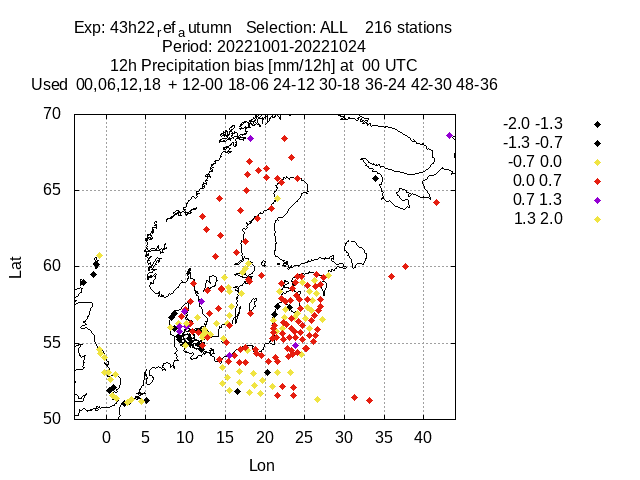 Exp: 43h22refautumn   Selection: ALL    216 stations
Period: 20221001-20221024
12h Precipitation bias [mm/12h] at  00 UTC
Used  00,06,12,18  + 12-00 18-06 24-12 30-18 36-24 42-30 48-36
70
65
60
55
50
Lat
0 5 10 15 20 25 30 35 40
Lon
-2.0 -1.3
-1.3 -0.7
-0.7 0.0
0.0 0.7
0.7 1.3
1.3 2.0